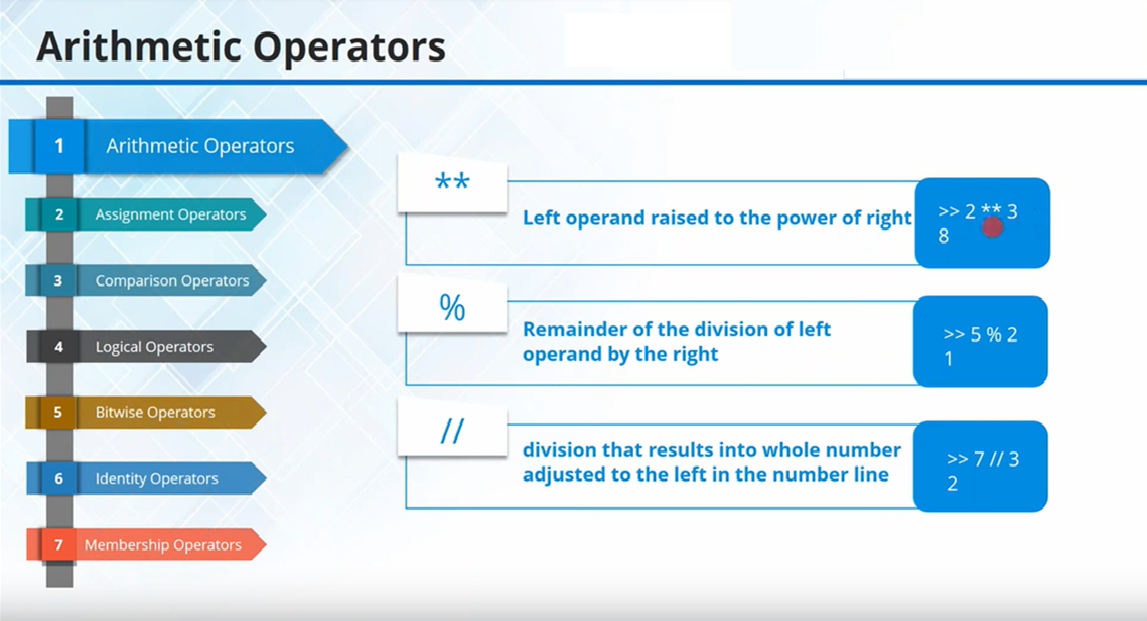 Arithmetic Operators
1 Arithmetic Operators
2 Assignment Operators
3 Comparison Operators
4 Logical Operators
5 Bitwise Operators
6 Identity Operators
7 Membership Operators
**
Left operand raised to the power of right
>> 2 ** 3
8
%
Remainder of the division of left
operand by the right
>> 5 % 2
1
//
division that results into whole number
adjusted to the left in the number line
>> 7 // 3
2